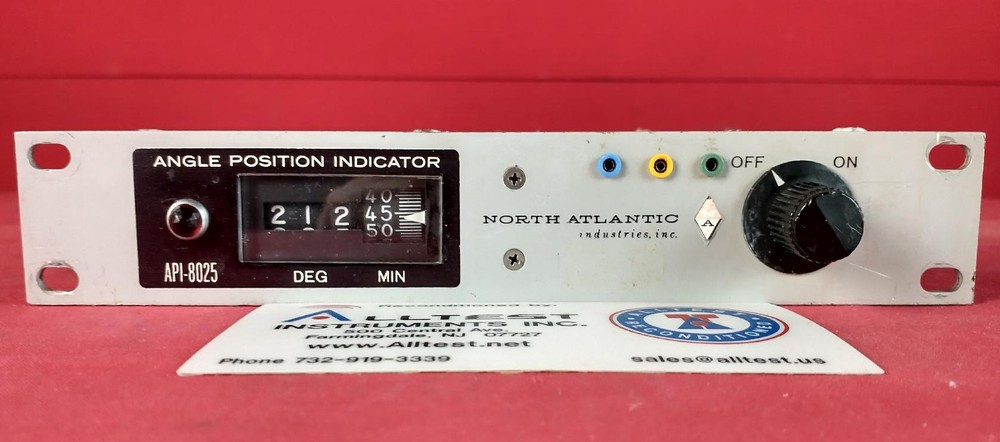 ANGLE POSITION INDICATOR
40
2 1 2 45
50
API-8025 DEG MIN
NORTH ATLANTIC
industries, inc.
A
OFF ON
Reconditioned by:
ALLTEST
INSTRUMENTS INC.
500 Central Ave.
Farmingdale, NJ 07727
www.Alltest.net
Phone 732-919-3339
RECONDITIONED
sales@alltest.us